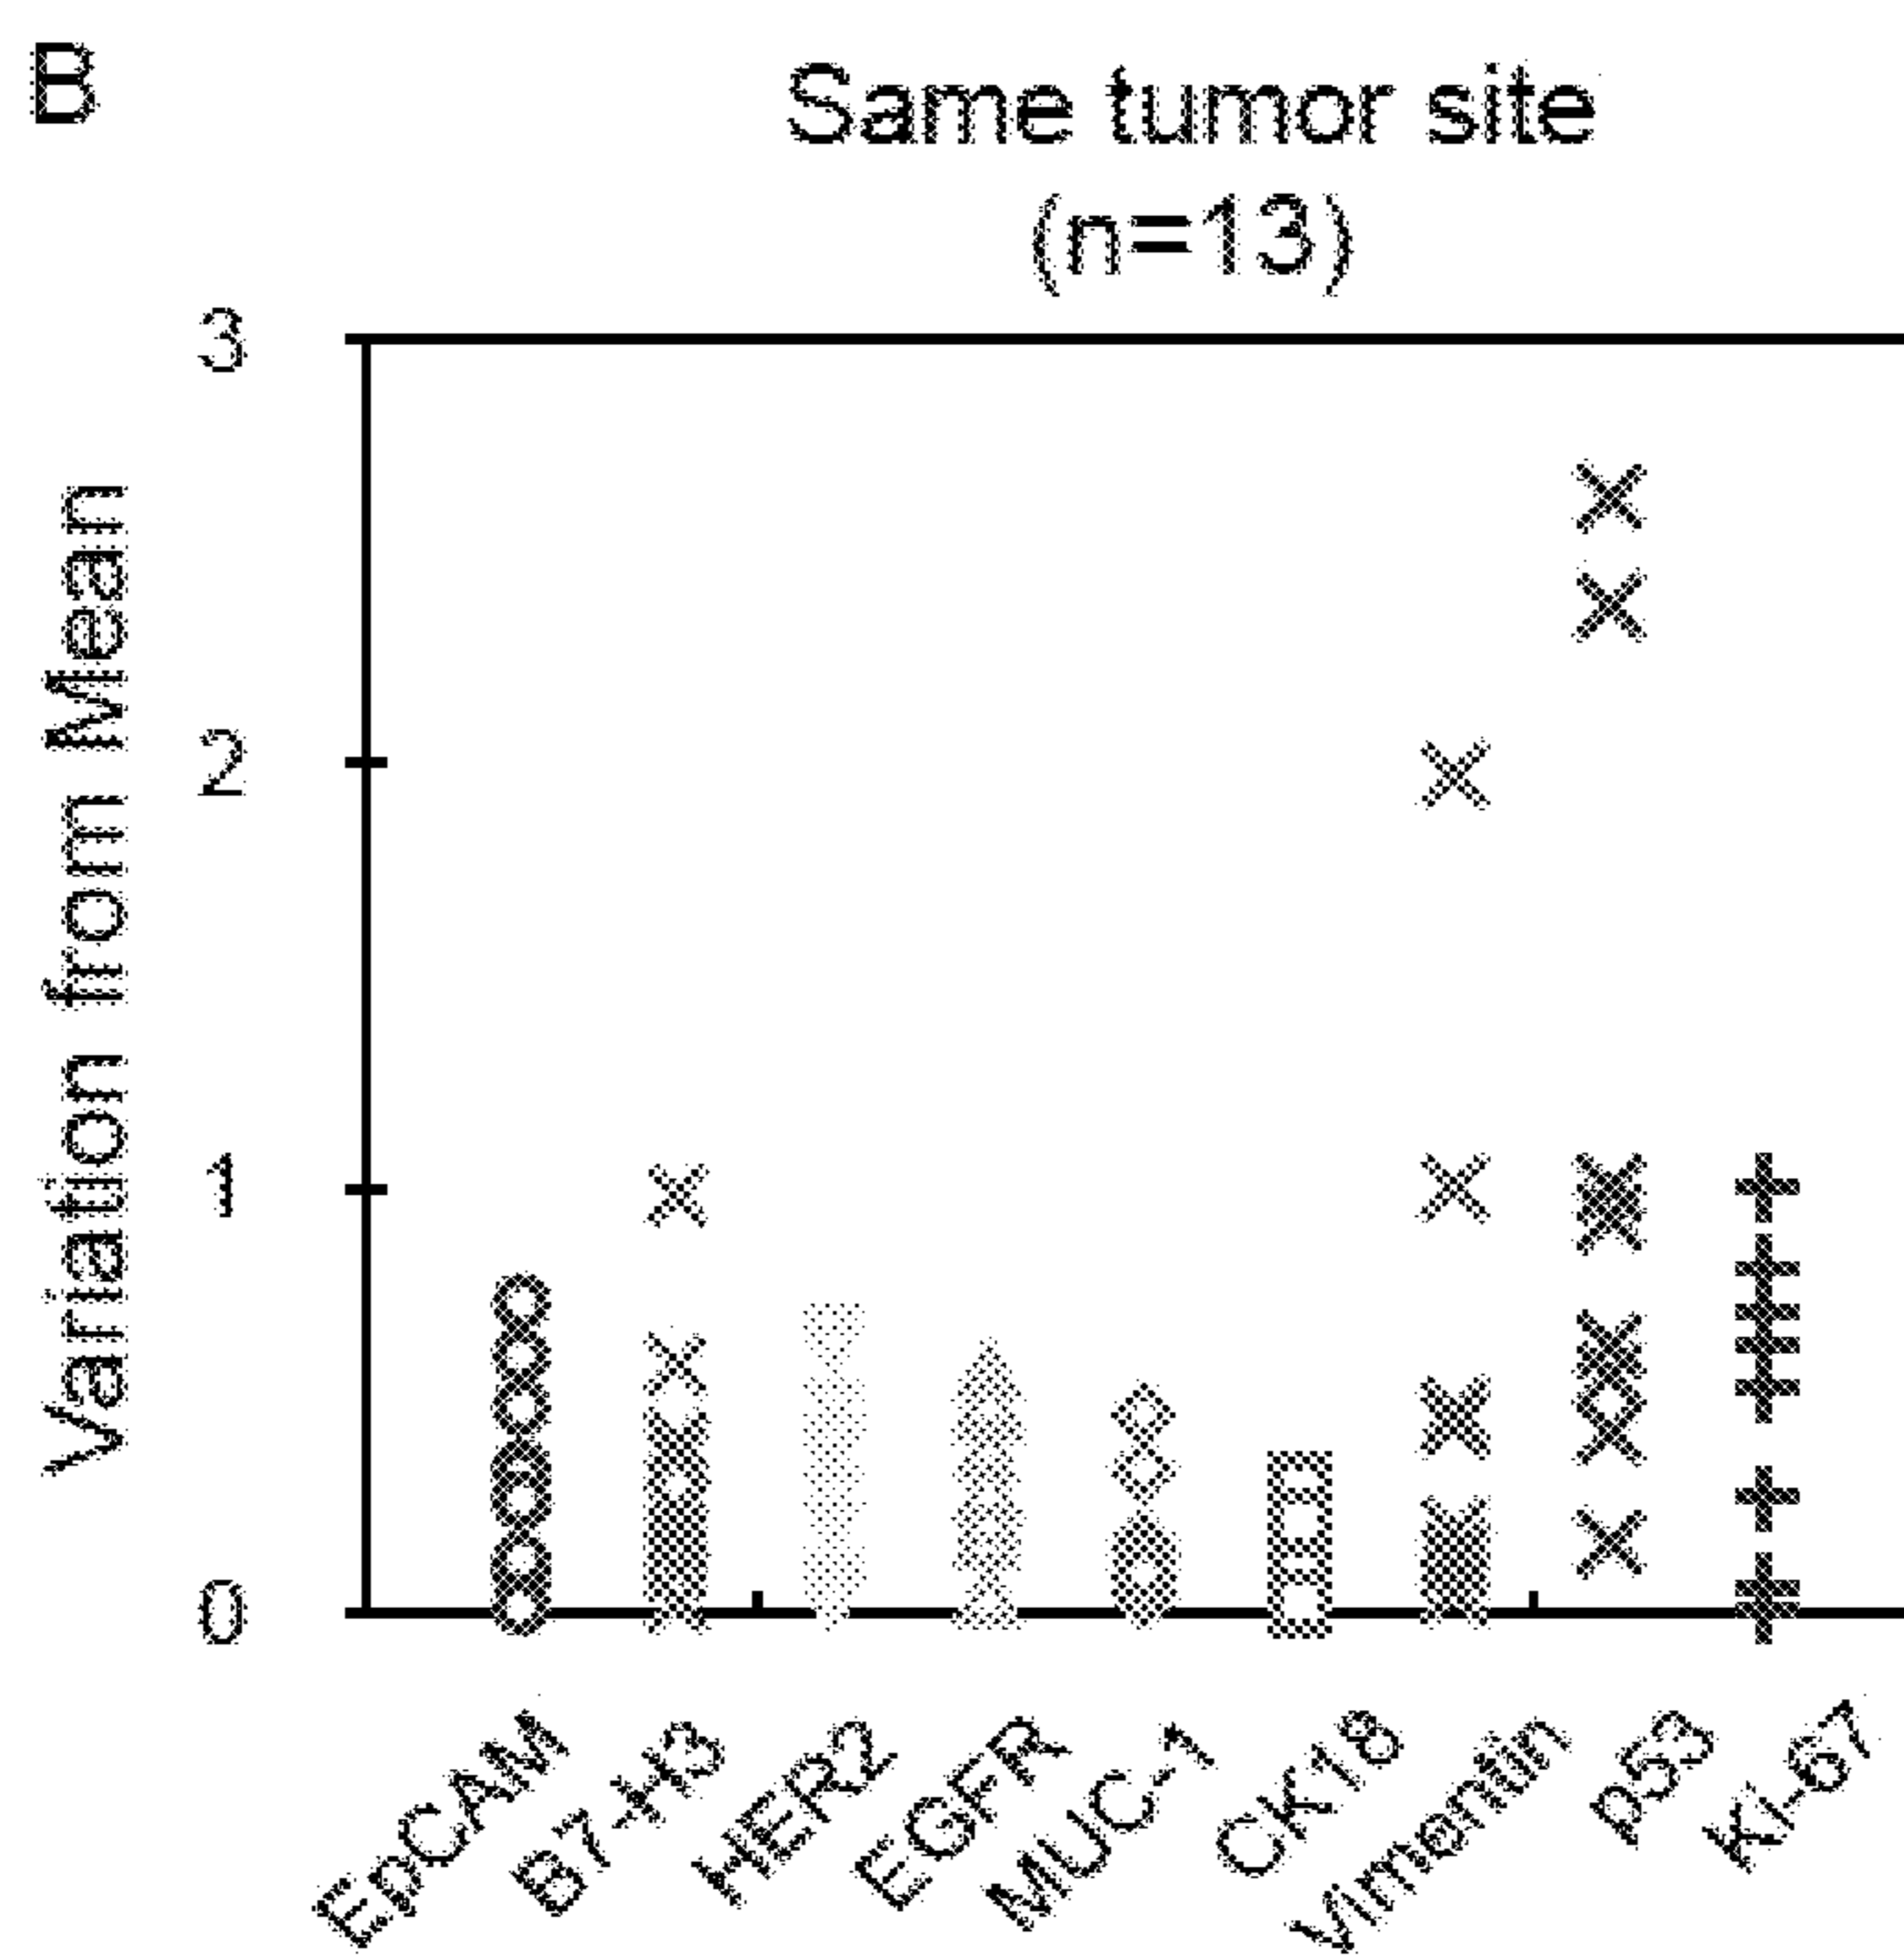 B
Same tumor site
(n=13)
Variation from Mean
3
2
1
0
EpCAM
B7-H3
HER2
EGFR
MUC-1
CK18
Vimentin
p53
Ki-67